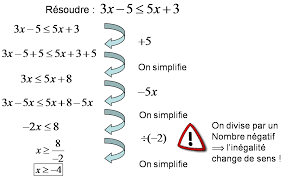 Résoudre : 3x − 5 ≤ 5x + 3
3x − 5 ≤ 5x + 3
+5
3x − 5 + 5 ≤ 5x + 3 + 5
On simplifie
3x ≤ 5x + 8
−5x
3x − 5x ≤ 5x + 8 − 5x
On simplifie
−2x ≤ 8
÷(−2)
x ≥ 8/−2
On simplifie
x ≥ −4
On divise par un
Nombre négatif
⟹ l'inégalité
change de sens !